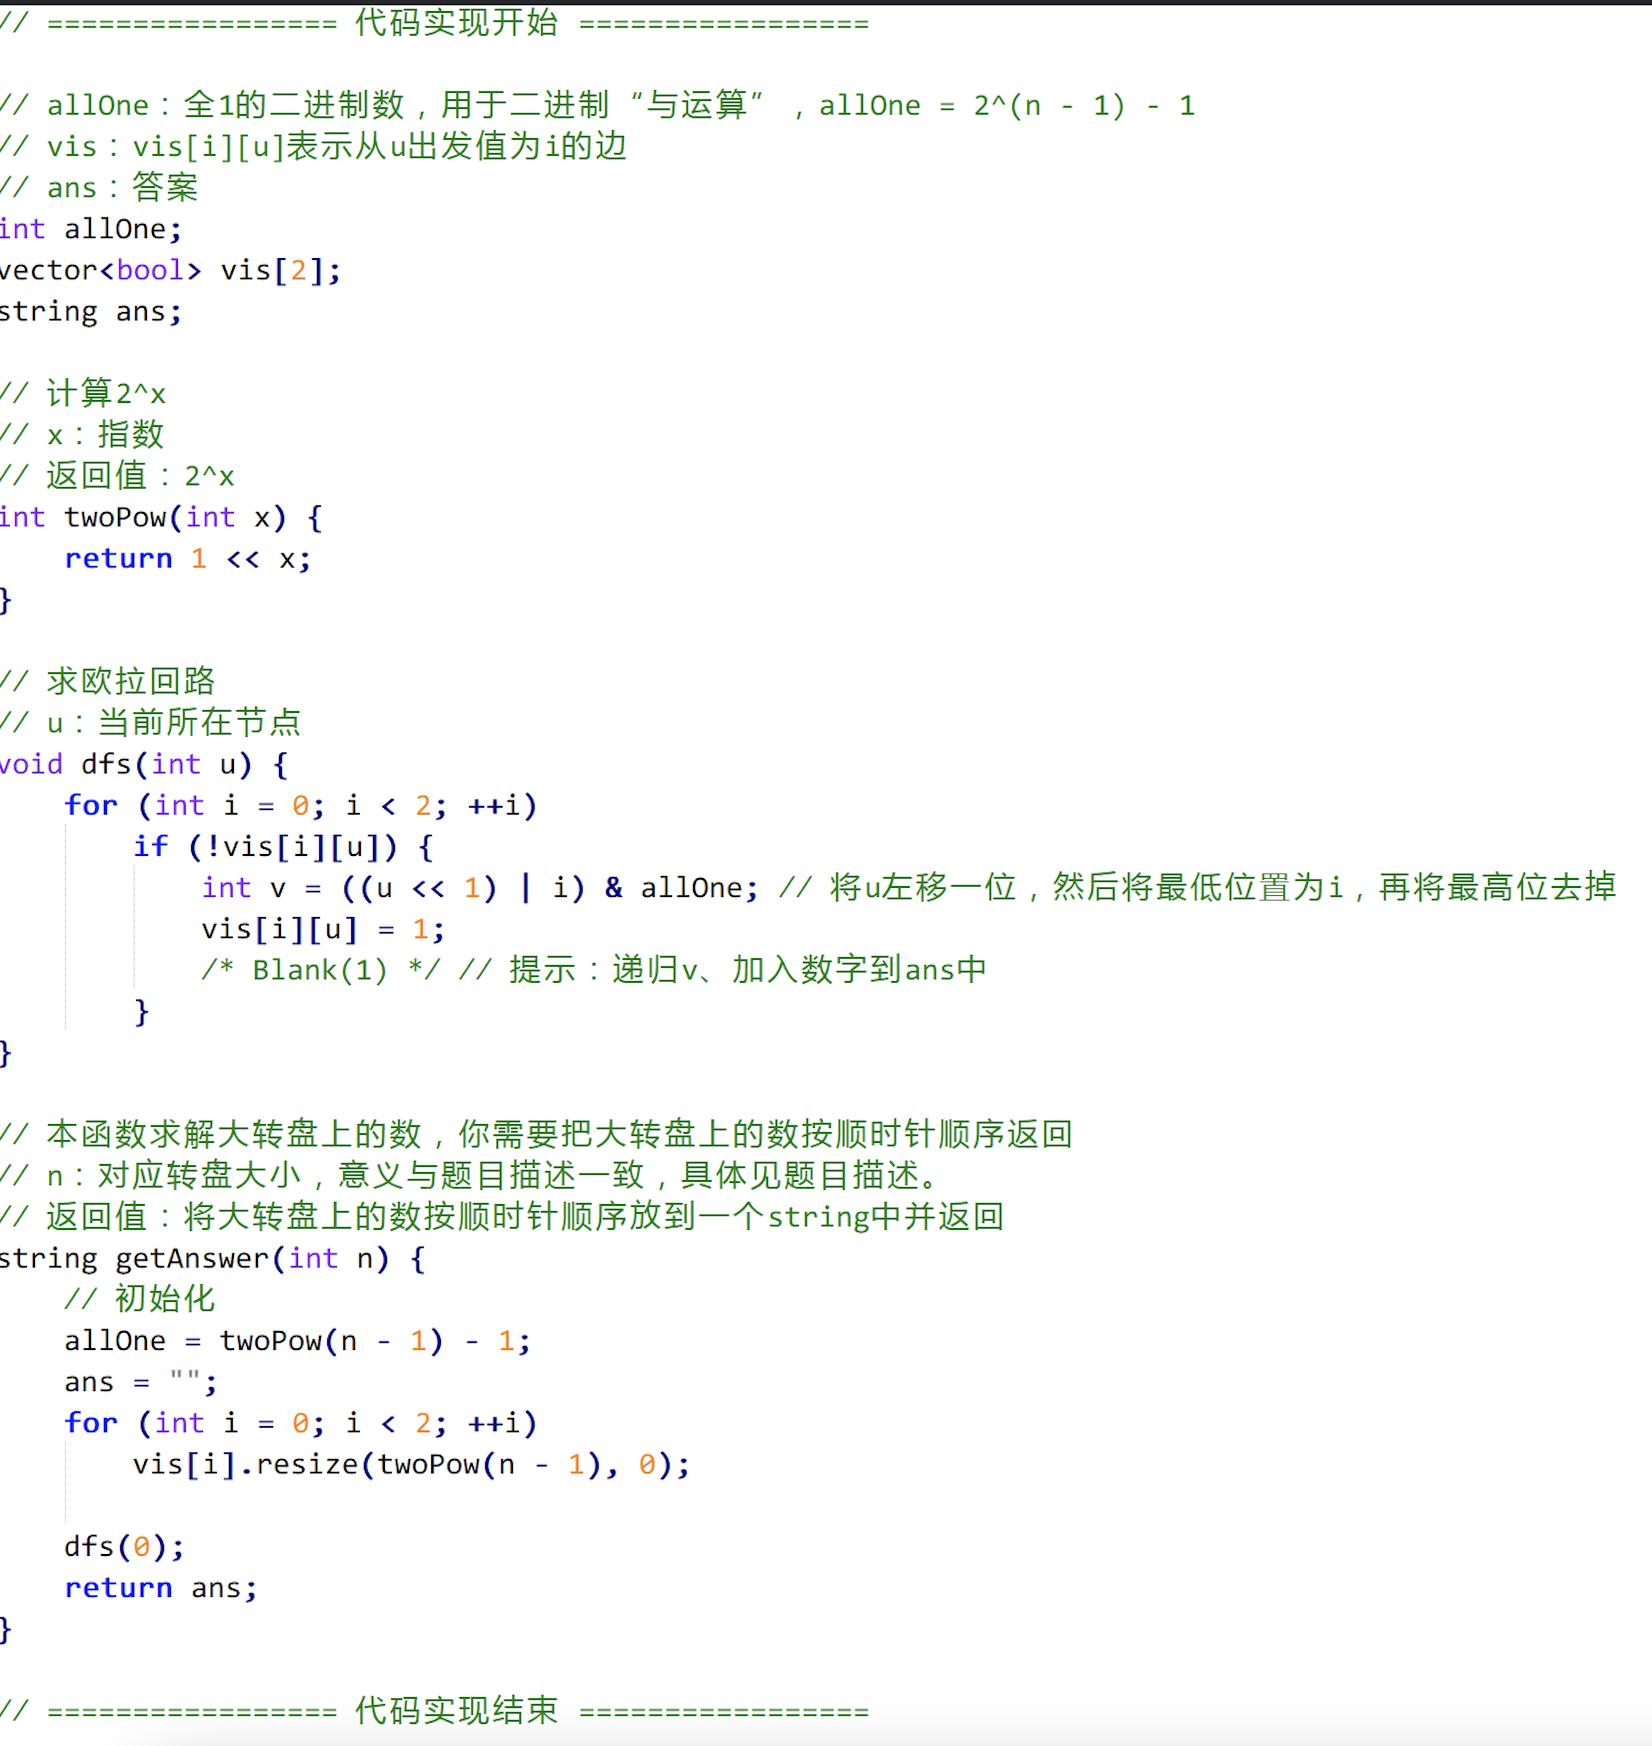 // ================= 代码实现开始 =================
// allOne：全1的二进制数，用于二进制“与运算”，allOne = 2^(n - 1) - 1
// vis：vis[i][u]表示从u出发值为i的边
// ans：答案
int allOne;
vector<bool> vis[2];
string ans;
// 计算2^x
// x：指数
// 返回值：2^x
int twoPow(int x) {
    return 1 << x;
}
// 求欧拉回路
// u：当前所在节点
void dfs(int u) {
    for (int i = 0; i < 2; ++i)
        if (!vis[i][u]) {
            int v = ((u << 1) | i) & allOne; // 将u左移一位，然后将最低位置为i，再将最高位去掉
            vis[i][u] = 1;
            /* Blank(1) */ // 提示：递归v、加入数字到ans中
        }
}
// 本函数求解大转盘上的数，你需要把大转盘上的数按顺时针顺序返回
// n：对应转盘大小，意义与题目描述一致，具体见题目描述。
// 返回值：将大转盘上的数按顺时针顺序放到一个string中并返回
string getAnswer(int n) {
    // 初始化
    allOne = twoPow(n - 1) - 1;
    ans = "";
    for (int i = 0; i < 2; ++i)
        vis[i].resize(twoPow(n - 1), 0);
    dfs(0);
    return ans;
}
// ================= 代码实现结束 =================